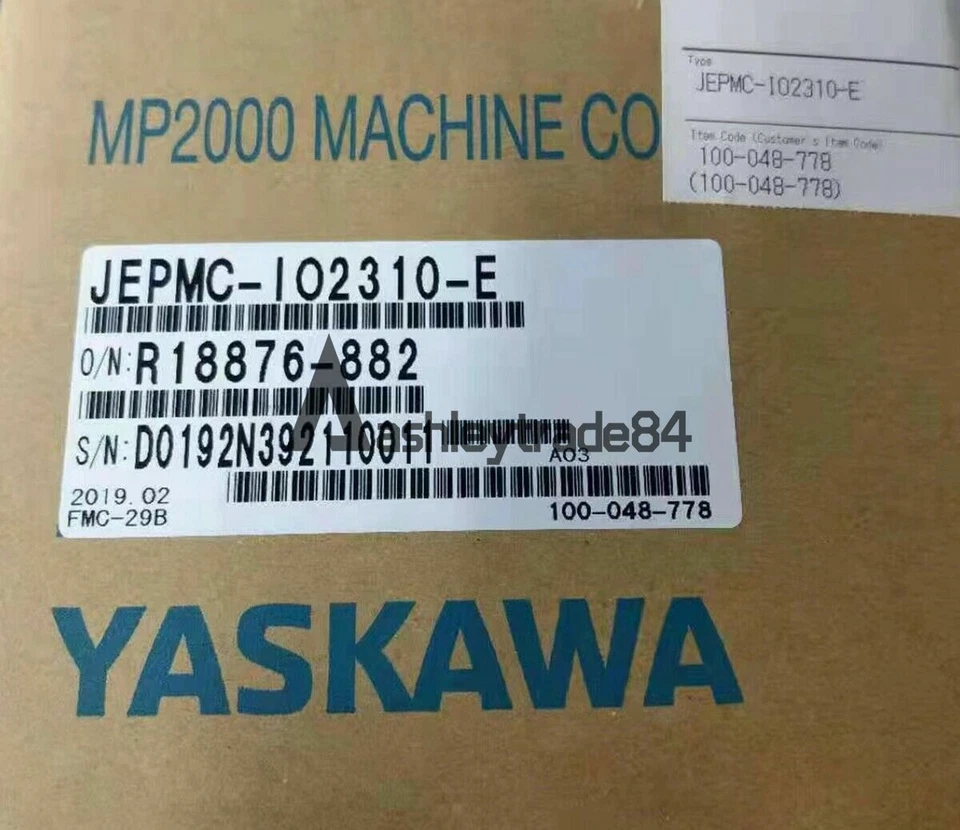 Type
JEPMC-IO2310-E
Item Code (Customer's Item Code)
100-048-778
(100-048-778)
MP2000 MACHINE CO
JEPMC-IO2310-E
O/N: R18876-882
S/N: D0192N392110011
ashleytrade84
A03
2019.02
FMC-29B
100-048-778
YASKAWA